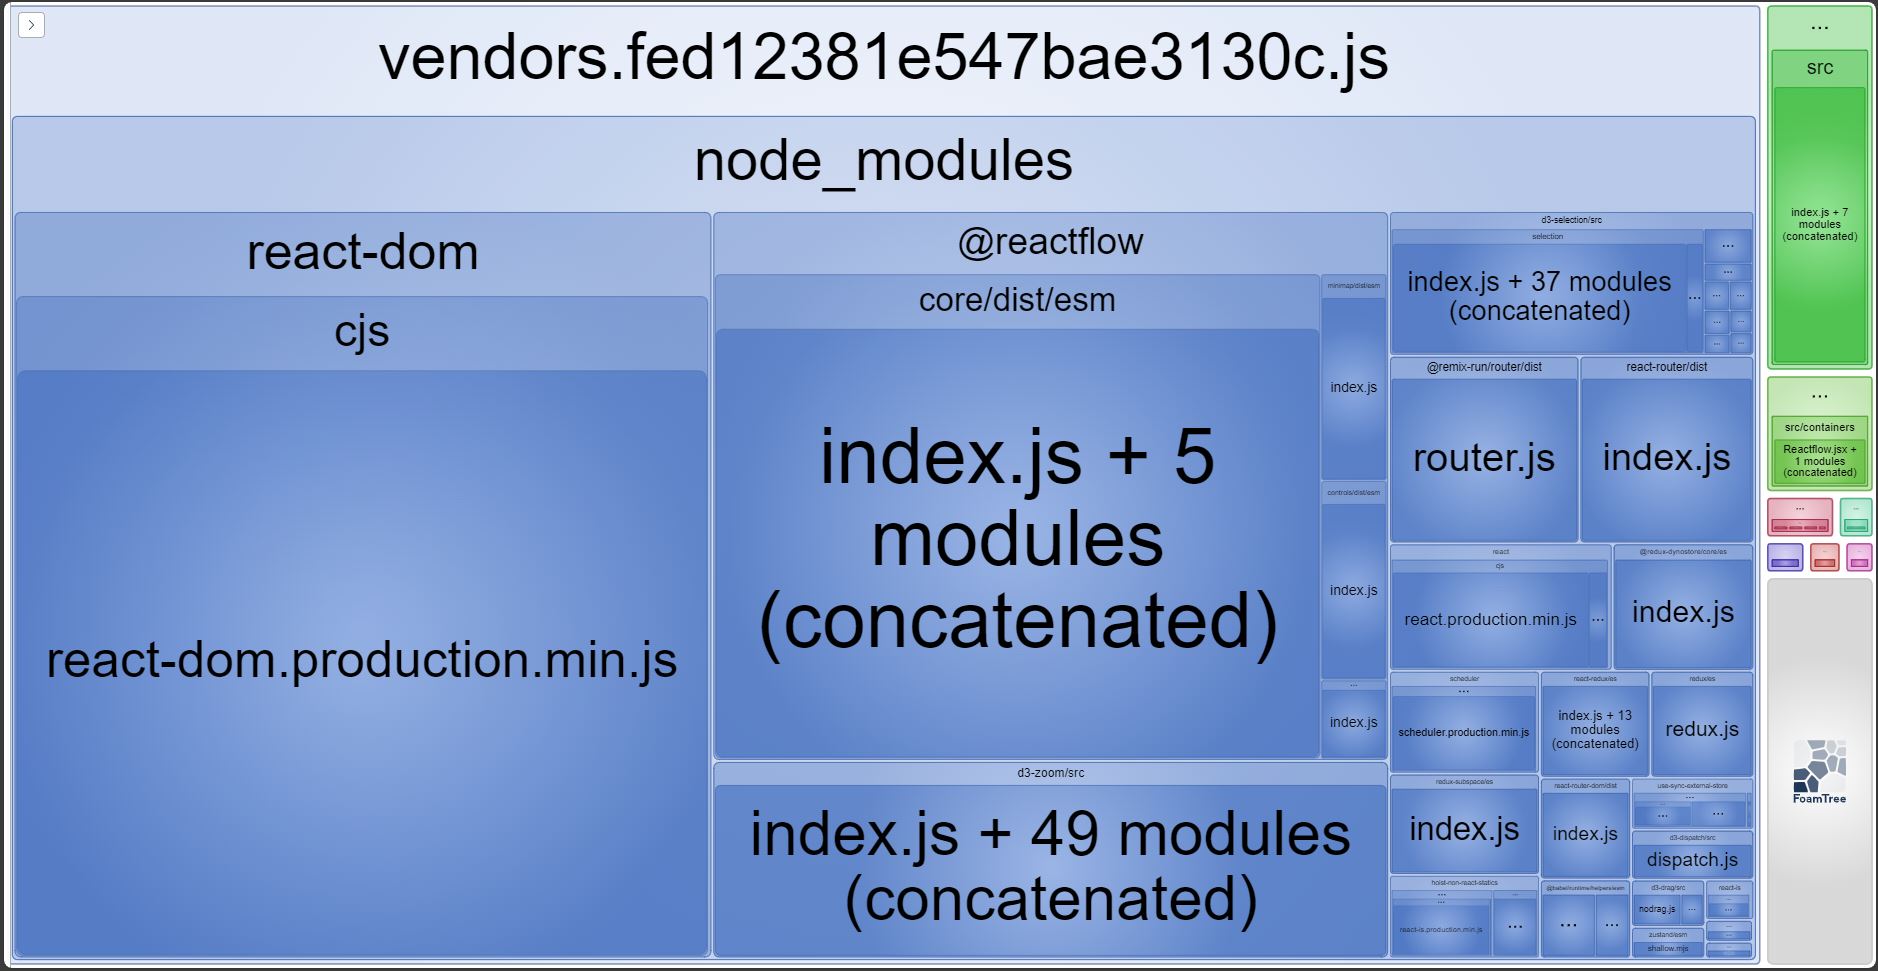 vendors.fed12381e547bae3130c.js
node_modules
react-dom
cjs
react-dom.production.min.js
@reactflow
core/dist/esm
index.js + 5
modules
(concatenated)
minimap/dist/esm
index.js
controls/dist/esm
index.js
...
index.js
d3-zoom/src
index.js + 49 modules
(concatenated)
d3-selection/src
selection
index.js + 37 modules
(concatenated)
...
...
...
...
...
...
...
...
...
@remix-run/router/dist
router.js
react-router/dist
index.js
react
cjs
react.production.min.js
...
@redux-dynostore/core/es
index.js
scheduler
...
scheduler.production.min.js
react-redux/es
index.js + 13
modules
(concatenated)
redux/es
redux.js
redux-subspace/es
index.js
react-router-dom/dist
index.js
use-sync-external-store
...
...
...
...
d3-dispatch/src
dispatch.js
hoist-non-react-statics
...
...
...
react-is.production.min.js
...
@babel/runtime/helpers/esm
...
...
d3-drag/src
nodrag.js
...
react-is
...
...
zustand/esm
shallow.mjs
...
...
...
...
...
src
index.js + 7
modules
(concatenated)
...
src/containers
Reactflow.jsx +
1 modules
(concatenated)
...
...
...
...
FoamTree